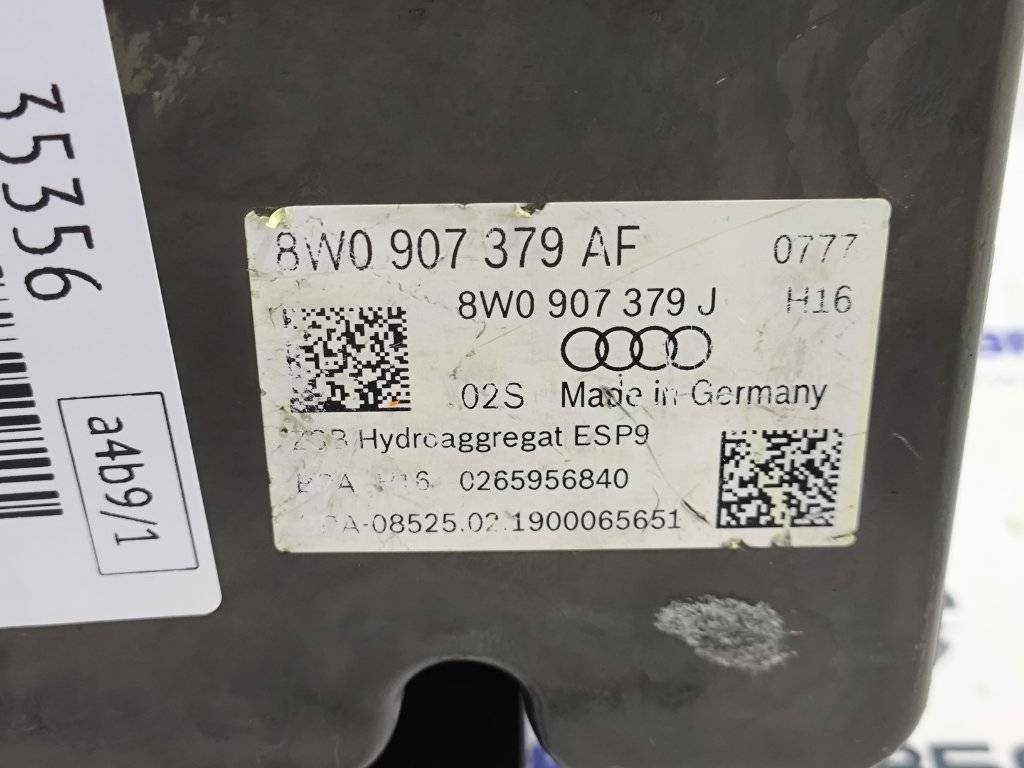 35356
a4b9/1
8W0 907 379 AF 0777
8W0 907 379 J H16
02S Made in Germany
Hydroaggregat ESP9
H16 0265956840
-08525.02.1900065651